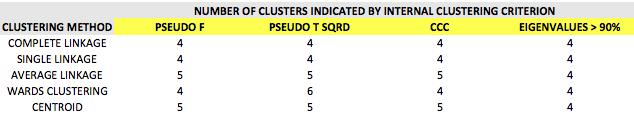 NUMBER OF CLUSTERS INDICATED BY INTERNAL CLUSTERING CRITERION
CLUSTERING METHOD PSEUDO F PSEUDO T SQRD CCC EIGENVALUES > 90%
COMPLETE LINKAGE 4 4 4 4
SINGLE LINKAGE 4 4 4 4
AVERAGE LINKAGE 5 5 5 4
WARDS CLUSTERING 4 6 4 4
CENTROID 5 5 5 4